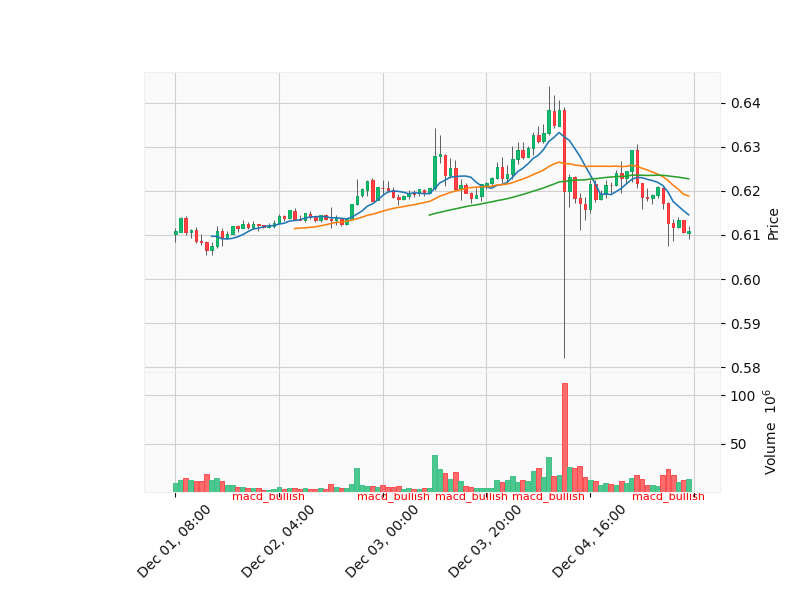 0.64
0.63
0.62
0.61
0.60
0.59
0.58
Price
100
50
Volume 10^6
macd_bullish macd_bullish macd_bullish macd_bullish macd_bullish
Dec 01, 08:00
Dec 02, 04:00
Dec 03, 00:00
Dec 03, 20:00
Dec 04, 16:00